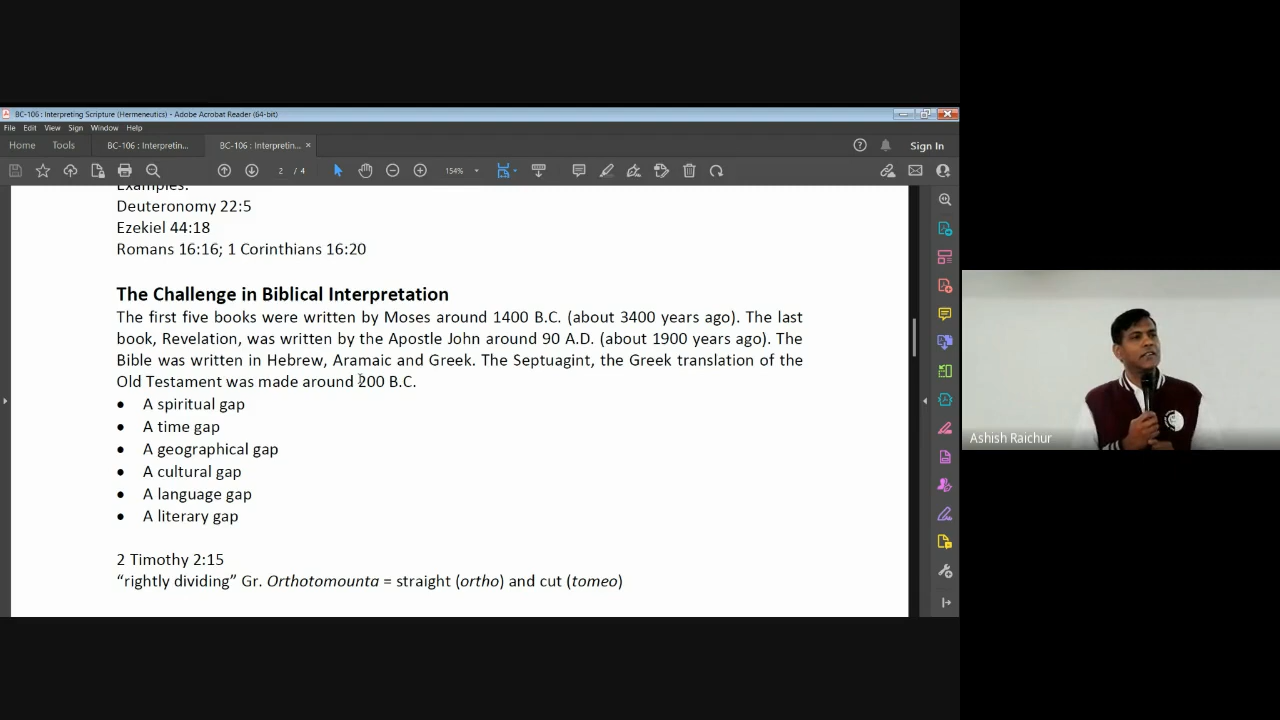 BC-106 : Interpreting Scripture (Hermeneutics) - Adobe Acrobat Reader (64-bit)
File Edit View Sign Window Help
Home Tools BC-106 : Interpretin... BC-106 : Interpretin... × Sign In
2 / 4 154%
Examples:
Deuteronomy 22:5
Ezekiel 44:18
Romans 16:16; 1 Corinthians 16:20
The Challenge in Biblical Interpretation
The first five books were written by Moses around 1400 B.C. (about 3400 years ago). The last
book, Revelation, was written by the Apostle John around 90 A.D. (about 1900 years ago). The
Bible was written in Hebrew, Aramaic and Greek. The Septuagint, the Greek translation of the
Old Testament was made around 200 B.C.
• A spiritual gap
• A time gap
• A geographical gap
• A cultural gap
• A language gap
• A literary gap
2 Timothy 2:15
“rightly dividing” Gr. Orthotomounta = straight (ortho) and cut (tomeo)
Ashish Raichur